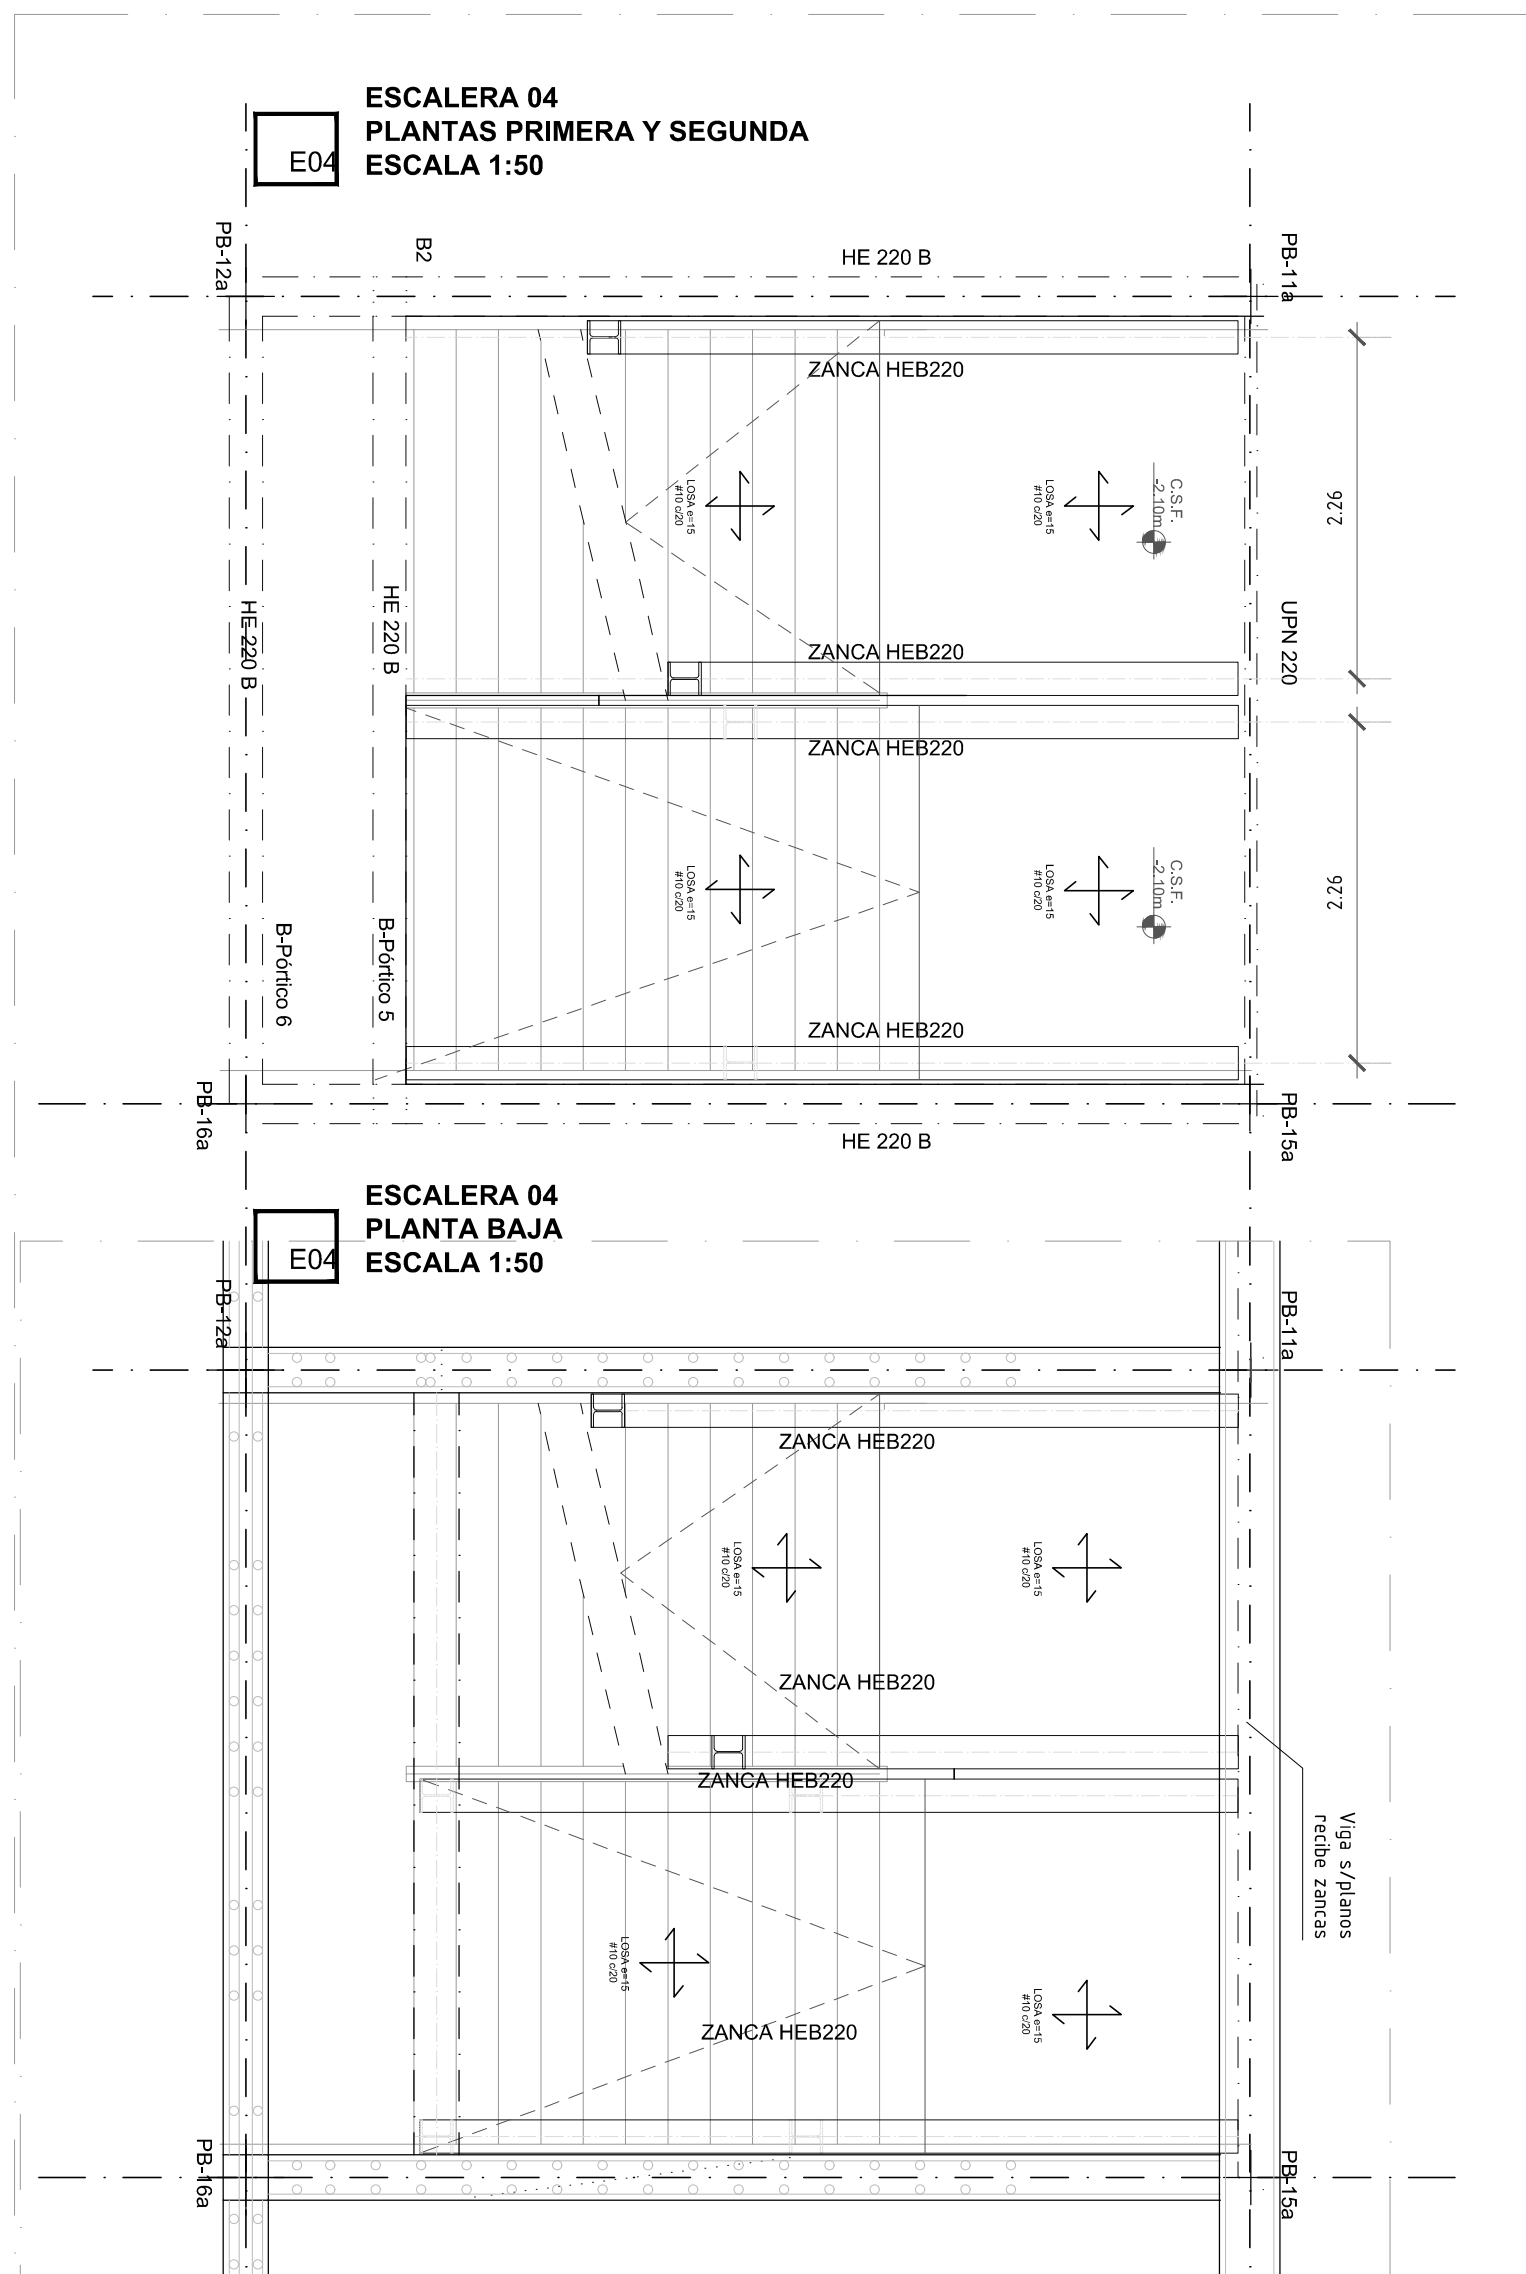 ESCALERA 04
PLANTAS PRIMERA Y SEGUNDA
ESCALA 1:50
E04
PB-12a
B2
HE 220 B
PB-11a
ZANCA HEB220
LOSA e=15
#10 c/20
LOSA e=15
#10 c/20
C.S.F.
-2.10m
2.26
HE 220 B
HE 220 B
ZANCA HEB220
UPN 220
ZANCA HEB220
LOSA e=15
#10 c/20
LOSA e=15
#10 c/20
C.S.F.
-2.10m
2.26
B-Pórtico 6
B-Pórtico 5
ZANCA HEB220
PB-16a
HE 220 B
PB-15a
ESCALERA 04
PLANTA BAJA
ESCALA 1:50
E04
PB-12a
PB-11a
ZANCA HEB220
LOSA e=15
#10 c/20
LOSA e=15
#10 c/20
ZANCA HEB220
ZANCA HEB220
Viga s/planos
recibe zancas
LOSA e=15
#10 c/20
LOSA e=15
#10 c/20
ZANCA HEB220
PB-16a
PB-15a